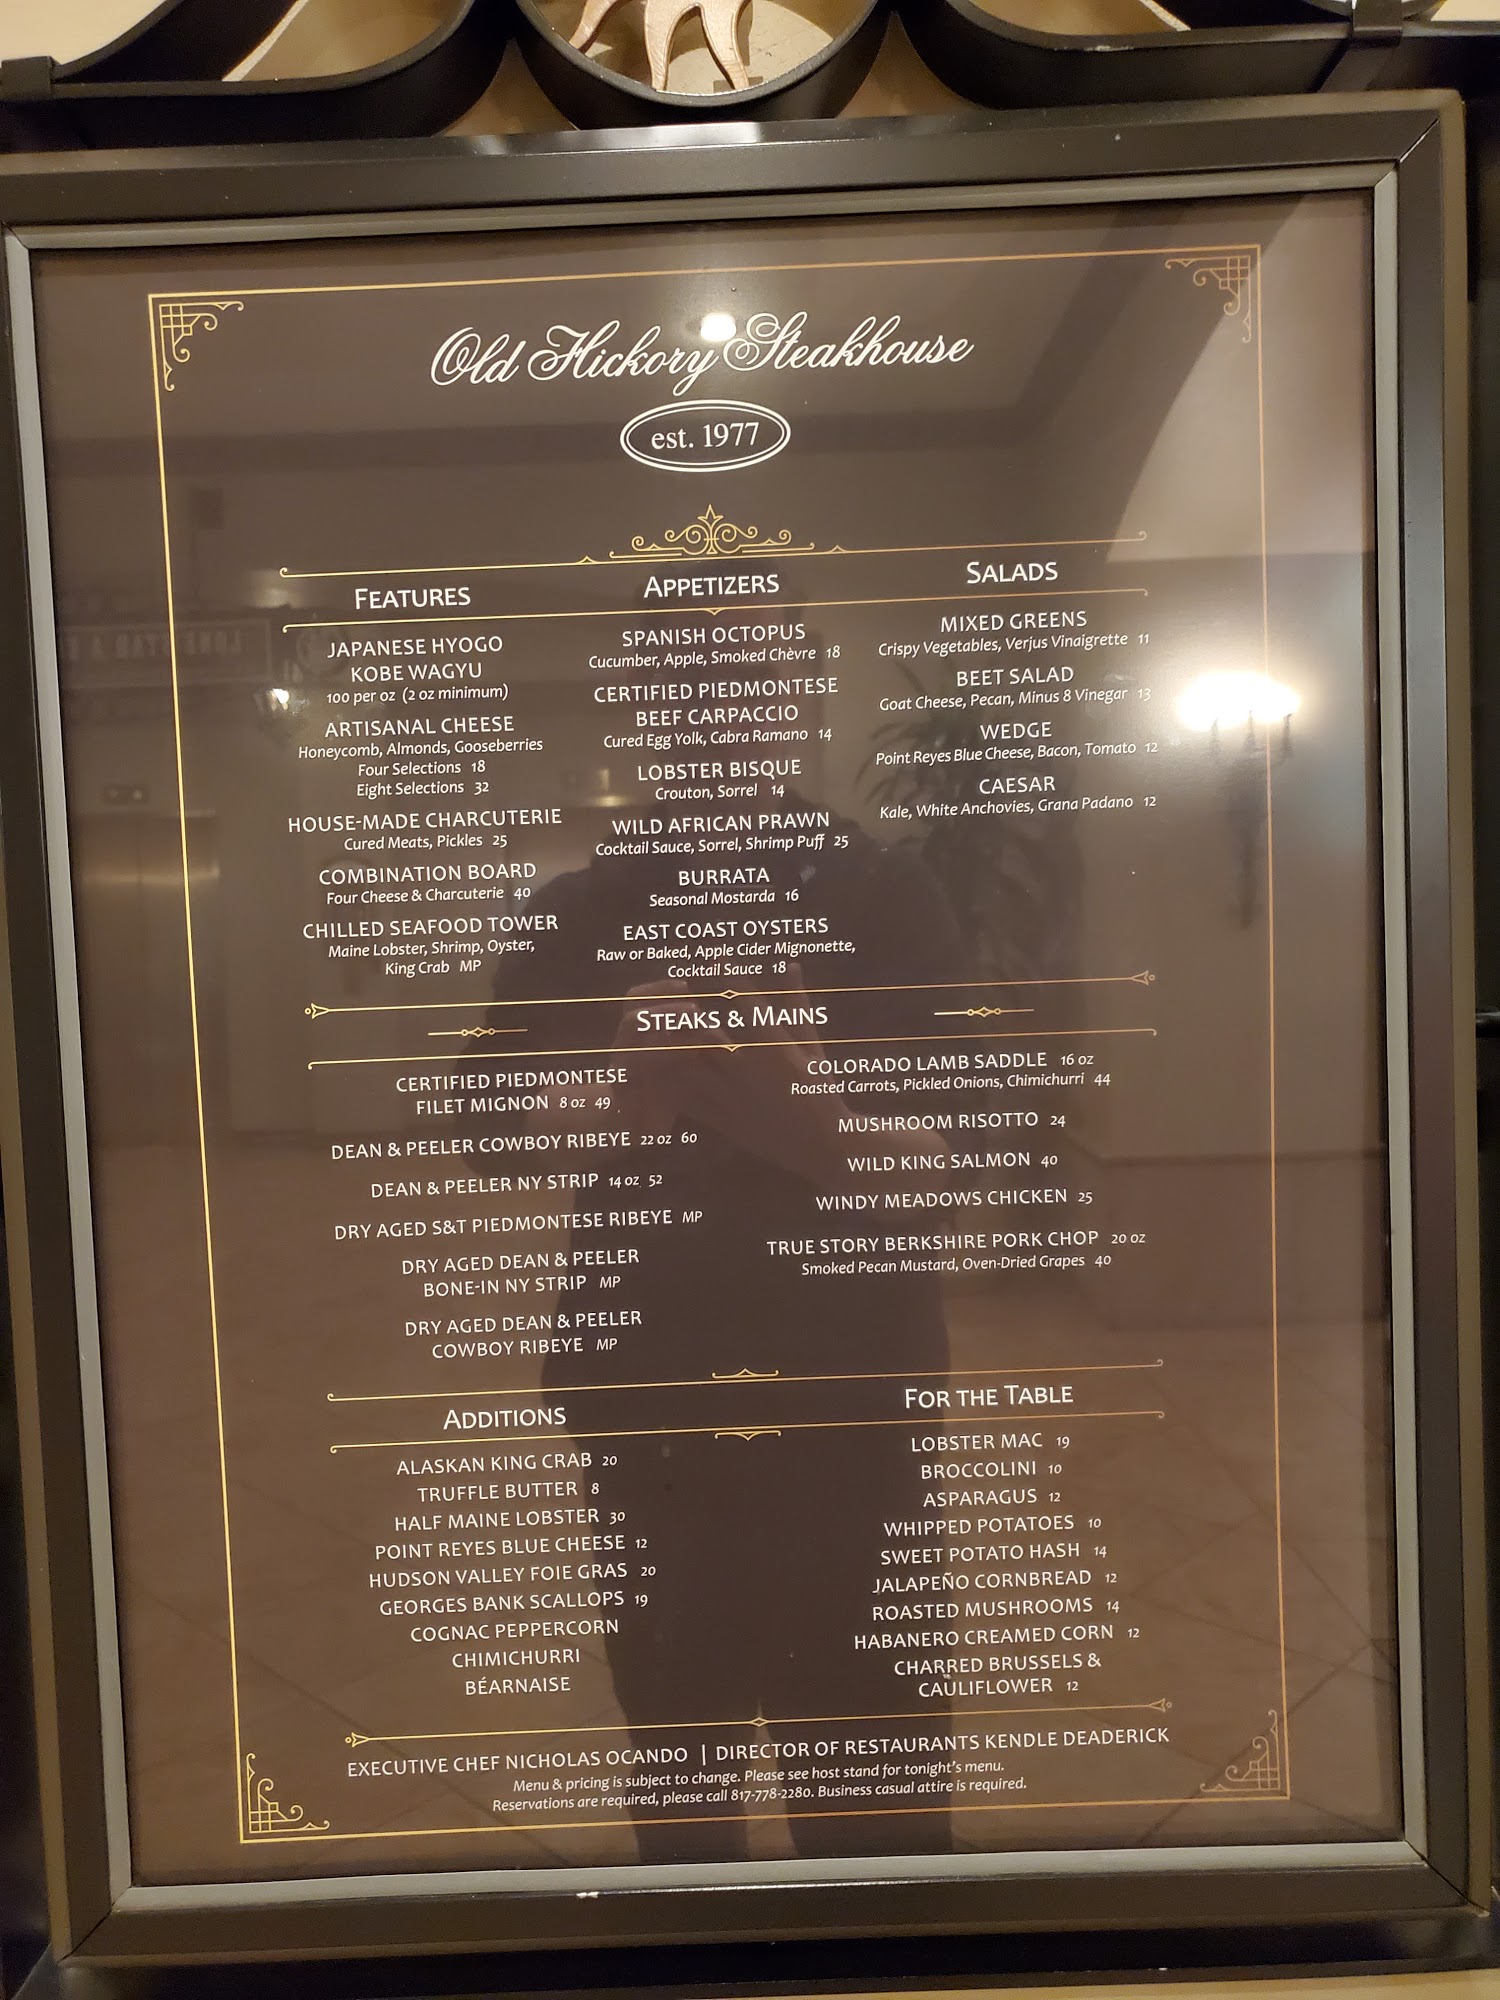 Old Hickory Steakhouse
est. 1977
FEATURES
JAPANESE HYOGO
KOBE WAGYU
100 per oz (2 oz minimum)
ARTISANAL CHEESE
Honeycomb, Almonds, Gooseberries
Four Selections 18
Eight Selections 32
HOUSE-MADE CHARCUTERIE
Cured Meats, Pickles 25
COMBINATION BOARD
Four Cheese & Charcuterie 40
CHILLED SEAFOOD TOWER
Maine Lobster, Shrimp, Oyster,
King Crab MP
APPETIZERS
SPANISH OCTOPUS
Cucumber, Apple, Smoked Chèvre 18
CERTIFIED PIEDMONTESE
BEEF CARPACCIO
Cured Egg Yolk, Cabra Ramano 14
LOBSTER BISQUE
Crouton, Sorrel 14
WILD AFRICAN PRAWN
Cocktail Sauce, Sorrel, Shrimp Puff 25
BURRATA
Seasonal Mostarda 16
EAST COAST OYSTERS
Raw or Baked, Apple Cider Mignonette,
Cocktail Sauce 18
SALADS
MIXED GREENS
Crispy Vegetables, Verjus Vinaigrette 11
BEET SALAD
Goat Cheese, Pecan, Minus 8 Vinegar 13
WEDGE
Point Reyes Blue Cheese, Bacon, Tomato 12
CAESAR
Kale, White Anchovies, Grana Padano 12
STEAKS & MAINS
CERTIFIED PIEDMONTESE
FILET MIGNON 8 oz 49
DEAN & PEELER COWBOY RIBEYE 22 oz 60
DEAN & PEELER NY STRIP 14 oz 52
DRY AGED S&T PIEDMONTESE RIBEYE MP
DRY AGED DEAN & PEELER
BONE-IN NY STRIP MP
DRY AGED DEAN & PEELER
COWBOY RIBEYE MP
COLORADO LAMB SADDLE 16 oz
Roasted Carrots, Pickled Onions, Chimichurri 44
MUSHROOM RISOTTO 24
WILD KING SALMON 40
WINDY MEADOWS CHICKEN 25
TRUE STORY BERKSHIRE PORK CHOP 20 oz
Smoked Pecan Mustard, Oven-Dried Grapes 40
ADDITIONS
ALASKAN KING CRAB 20
TRUFFLE BUTTER 8
HALF MAINE LOBSTER 30
POINT REYES BLUE CHEESE 12
HUDSON VALLEY FOIE GRAS 20
GEORGES BANK SCALLOPS 19
COGNAC PEPPERCORN
CHIMICHURRI
BÉARNAISE
FOR THE TABLE
LOBSTER MAC 19
BROCCOLINI 10
ASPARAGUS 12
WHIPPED POTATOES 10
SWEET POTATO HASH 14
JALAPEÑO CORNBREAD 12
ROASTED MUSHROOMS 14
HABANERO CREAMED CORN 12
CHARRED BRUSSELS &
CAULIFLOWER 12
EXECUTIVE CHEF NICHOLAS OCANDO | DIRECTOR OF RESTAURANTS KENDLE DEADERICK
Menu & pricing is subject to change. Please see host stand for tonight's menu.
Reservations are required, please call 817-778-2280. Business casual attire is required.